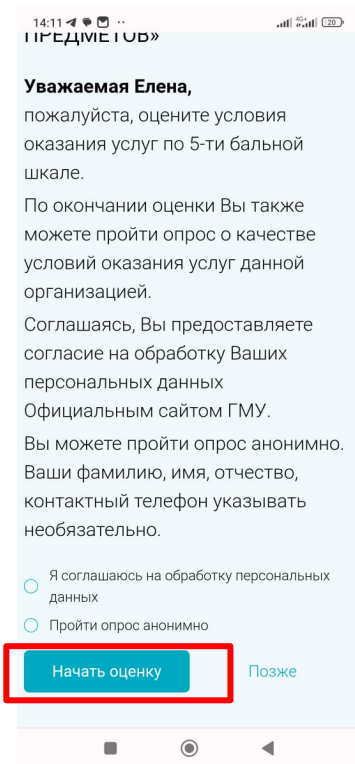 14:11
4G+
20
ПРЕДМЕТОВ»
Уважаемая Елена,
пожалуйста, оцените условия
оказания услуг по 5-ти бальной
шкале.
По окончании оценки Вы также
можете пройти опрос о качестве
условий оказания услуг данной
организацией.
Соглашаясь, Вы предоставляете
согласие на обработку Ваших
персональных данных
Официальным сайтом ГМУ.
Вы можете пройти опрос анонимно.
Ваши фамилию, имя, отчество,
контактный телефон указывать
необязательно.
Я соглашаюсь на обработку персональных
данных
Пройти опрос анонимно
Начать оценку
Позже